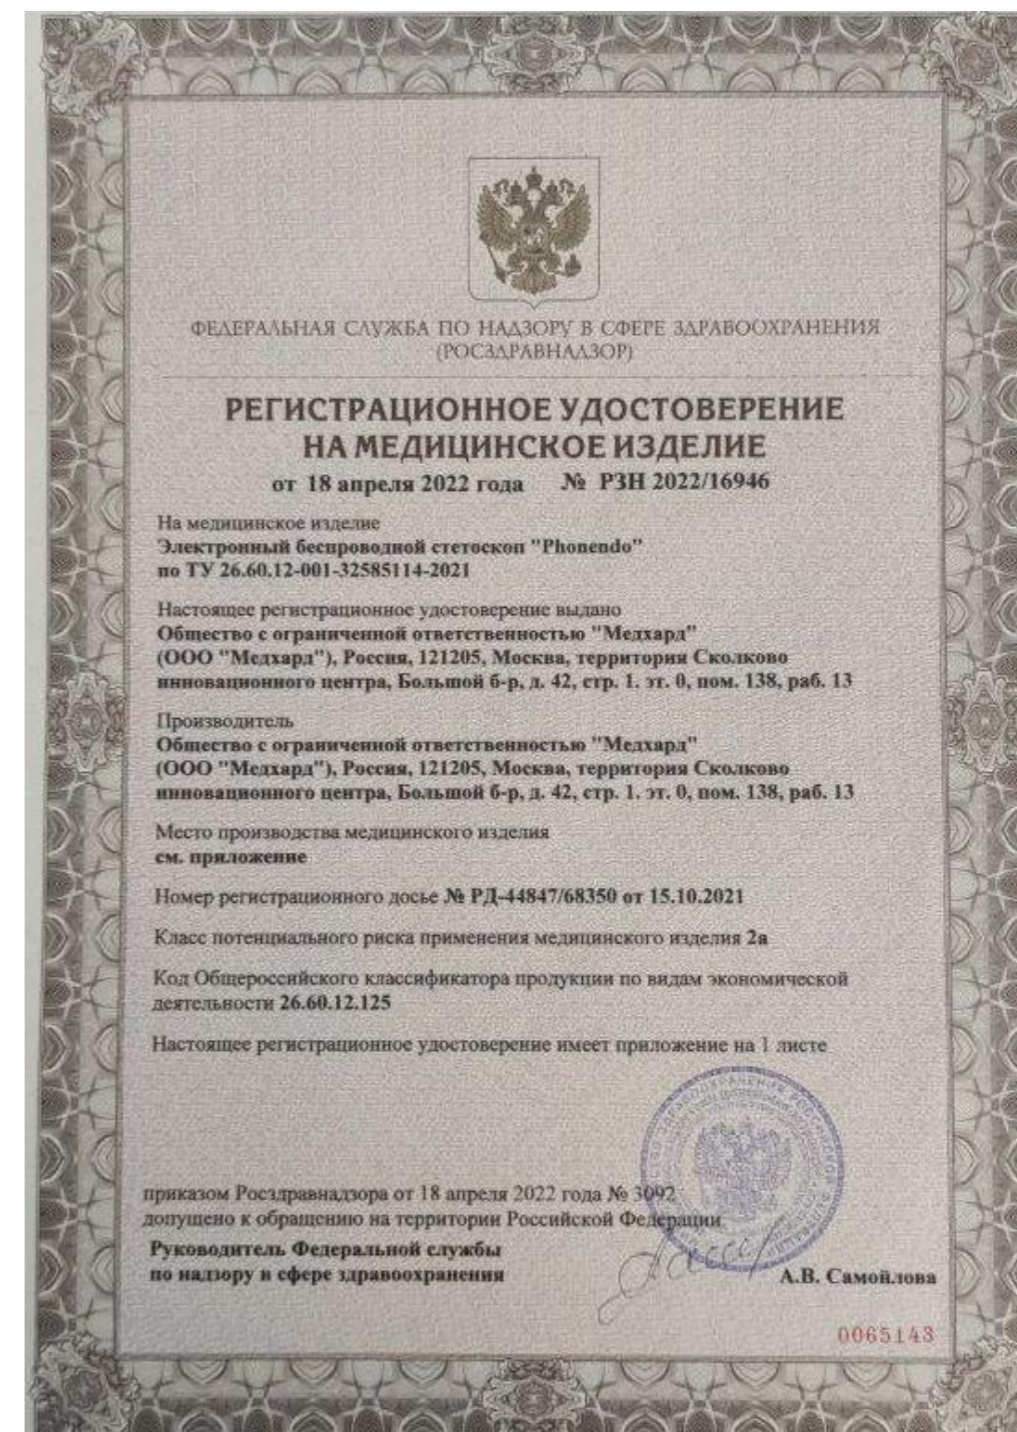 ФЕДЕРАЛЬНАЯ СЛУЖБА ПО НАДЗОРУ В СФЕРЕ ЗДРАВООХРАНЕНИЯ
(РОСЗДРАВНАДЗОР)
РЕГИСТРАЦИОННОЕ УДОСТОВЕРЕНИЕ
НА МЕДИЦИНСКОЕ ИЗДЕЛИЕ
от 18 апреля 2022 года № РЗН 2022/16946
На медицинское изделие
Электронный беспроводной стетоскоп "Phonendo"
по ТУ 26.60.12-001-32585114-2021
Настоящее регистрационное удостоверение выдано
Общество с ограниченной ответственностью "Медхард"
(ООО "Медхард"), Россия, 121205, Москва, территория Сколково
инновационного центра, Большой б-р, д. 42, стр. 1. эт. 0, пом. 138, раб. 13
Производитель
Общество с ограниченной ответственностью "Медхард"
(ООО "Медхард"), Россия, 121205, Москва, территория Сколково
инновационного центра, Большой б-р, д. 42, стр. 1. эт. 0, пом. 138, раб. 13
Место производства медицинского изделия
см. приложение
Номер регистрационного досье № РД-44847/68350 от 15.10.2021
Класс потенциального риска применения медицинского изделия 2а
Код Общероссийского классификатора продукции по видам экономической
деятельности 26.60.12.125
Настоящее регистрационное удостоверение имеет приложение на 1 листе
приказом Росздравнадзора от 18 апреля 2022 года № 3092
допущено к обращению на территории Российской Федерации.
Руководитель Федеральной службы
по надзору в сфере здравоохранения
А.В. Самойлова
0065143